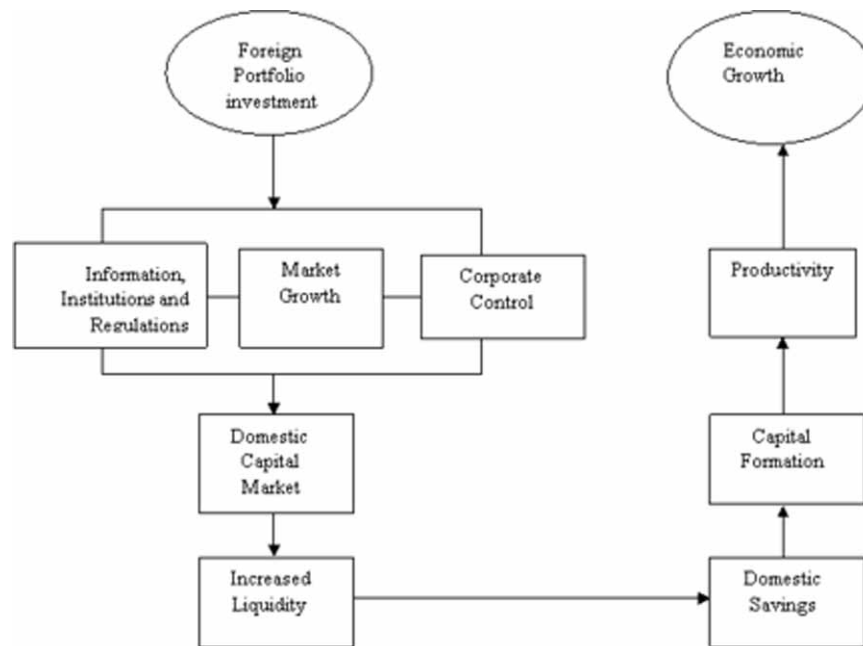 Foreign
Portfolio
investment
Economic
Growth
Information,
Institutions and
Regulations
Market
Growth
Corporate
Control
Productivity
Domestic
Capital
Market
Capital
Formation
Increased
Liquidity
Domestic
Savings